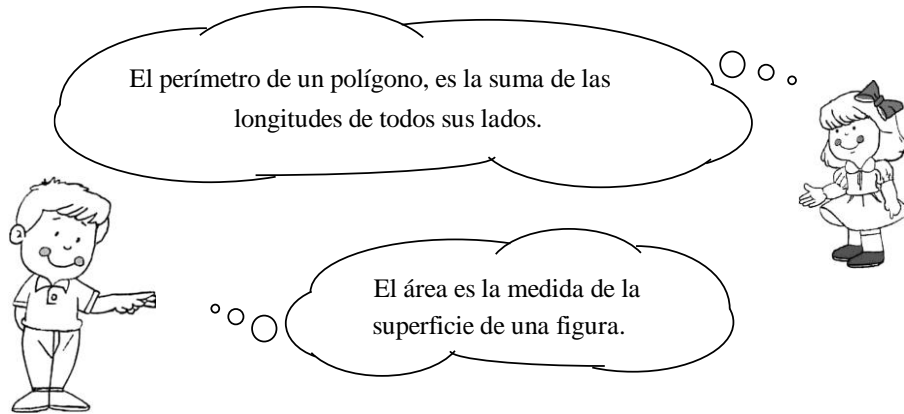 El perímetro de un polígono, es la suma de las
longitudes de todos sus lados.
El área es la medida de la
superficie de una figura.